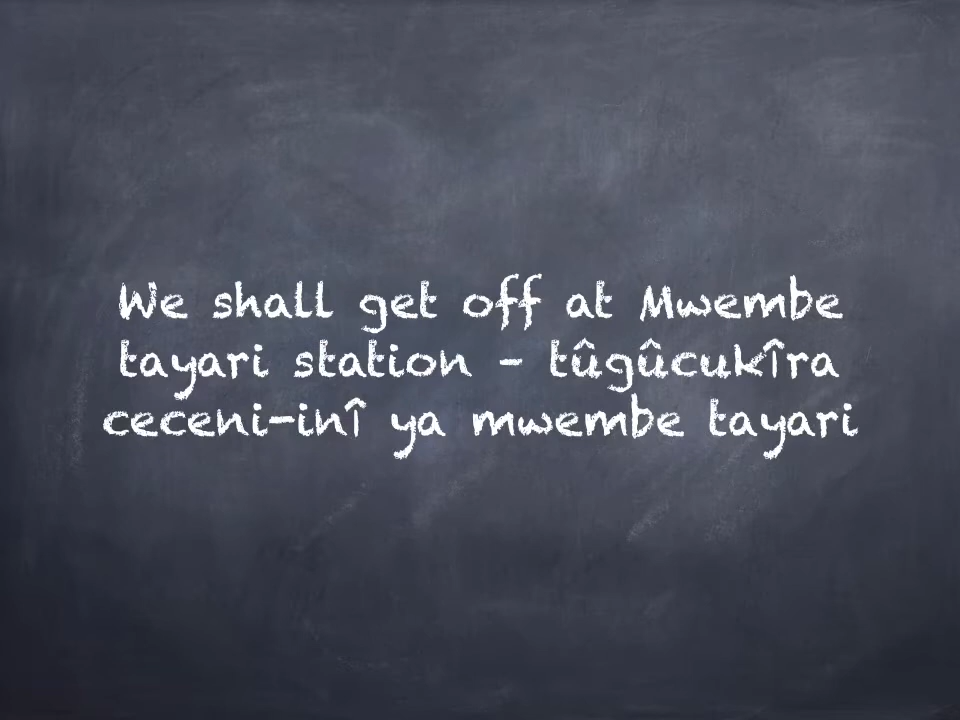 We shall get off at Mwembe
tayari station – tûgûcukîra
ceceni-inî ya mwembe tayari